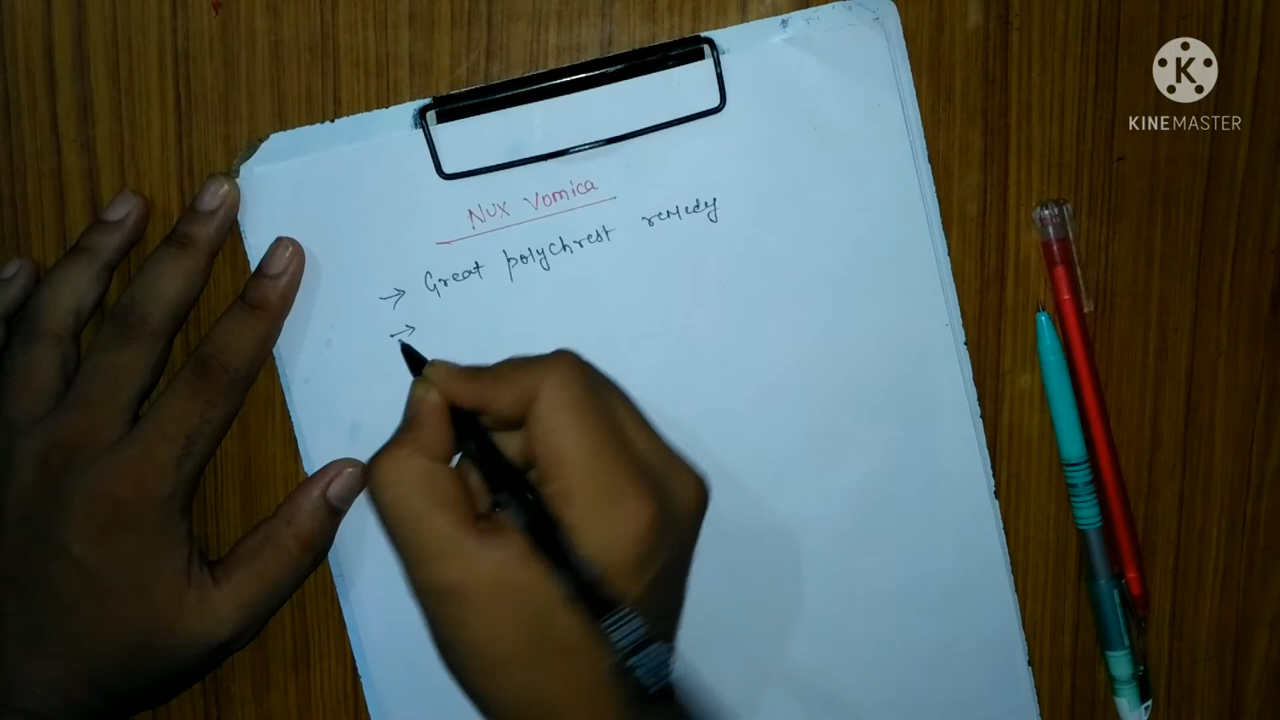 KINEMASTER
Nux Vomica
→ Great polychrest remedy
→